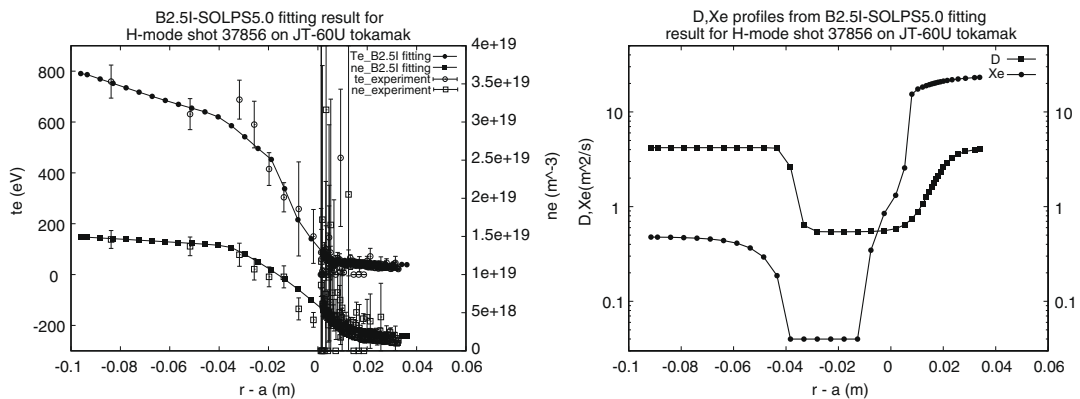 B2.5I-SOLPS5.0 fitting result for
H-mode shot 37856 on JT-60U tokamak
te (eV)
800
600
400
200
0
-200
4e+19
3.5e+19
3e+19
2.5e+19
2e+19
1.5e+19
1e+19
5e+18
0
ne (m^-3)
Te_B2.5I fitting
ne_B2.5I fitting
te_experiment
ne_experiment
-0.1 -0.08 -0.06 -0.04 -0.02 0 0.02 0.04 0.06
r - a (m)
D,Xe profiles from B2.5I-SOLPS5.0 fitting
result for H-mode shot 37856 on JT-60U tokamak
D
Xe
D,Xe(m^2/s)
10
1
0.1
10
1
0.1
-0.1 -0.08 -0.06 -0.04 -0.02 0 0.02 0.04 0.06
r - a (m)